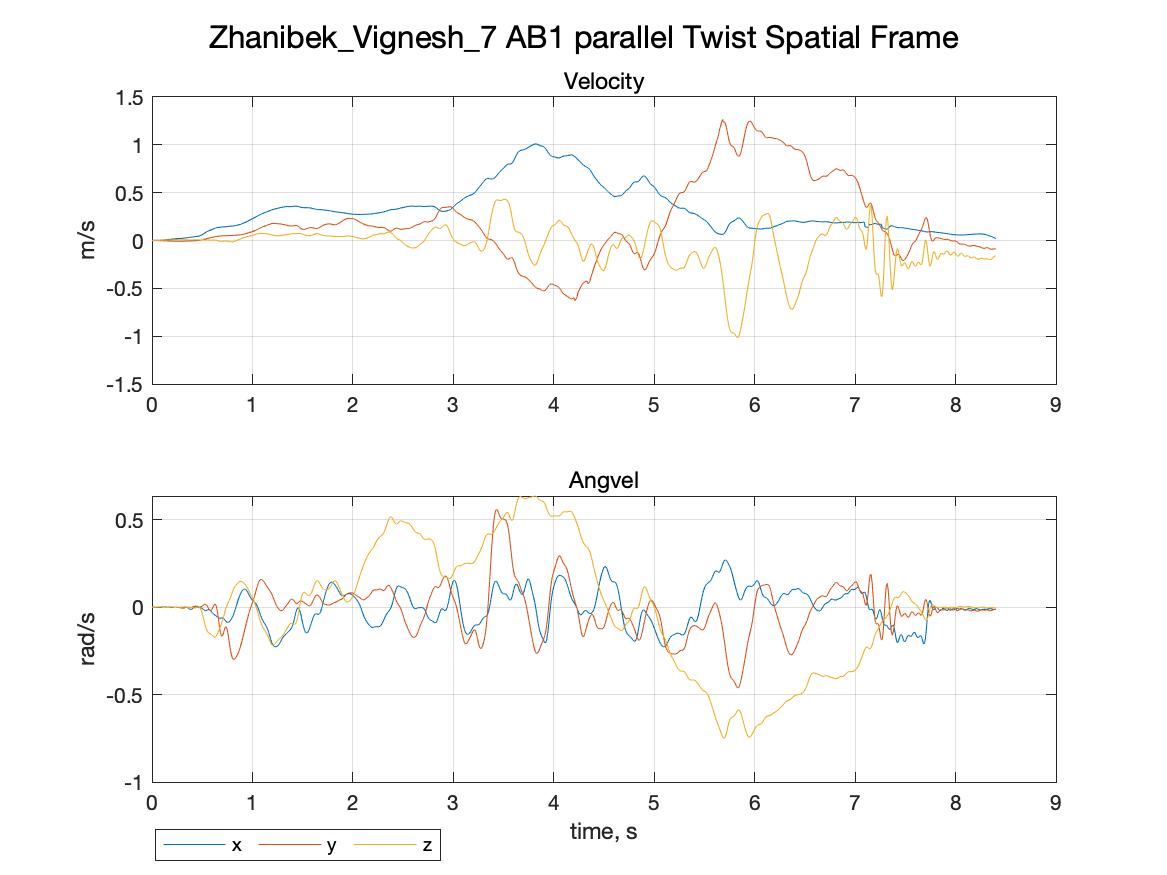 Zhanibek_Vignesh_7 AB1 parallel Twist Spatial Frame
Velocity
1.5
1
0.5
0
-0.5
-1
-1.5
m/s
0 1 2 3 4 5 6 7 8 9
Angvel
0.5
0
-0.5
-1
rad/s
0 1 2 3 4 5 6 7 8 9
time, s
x y z